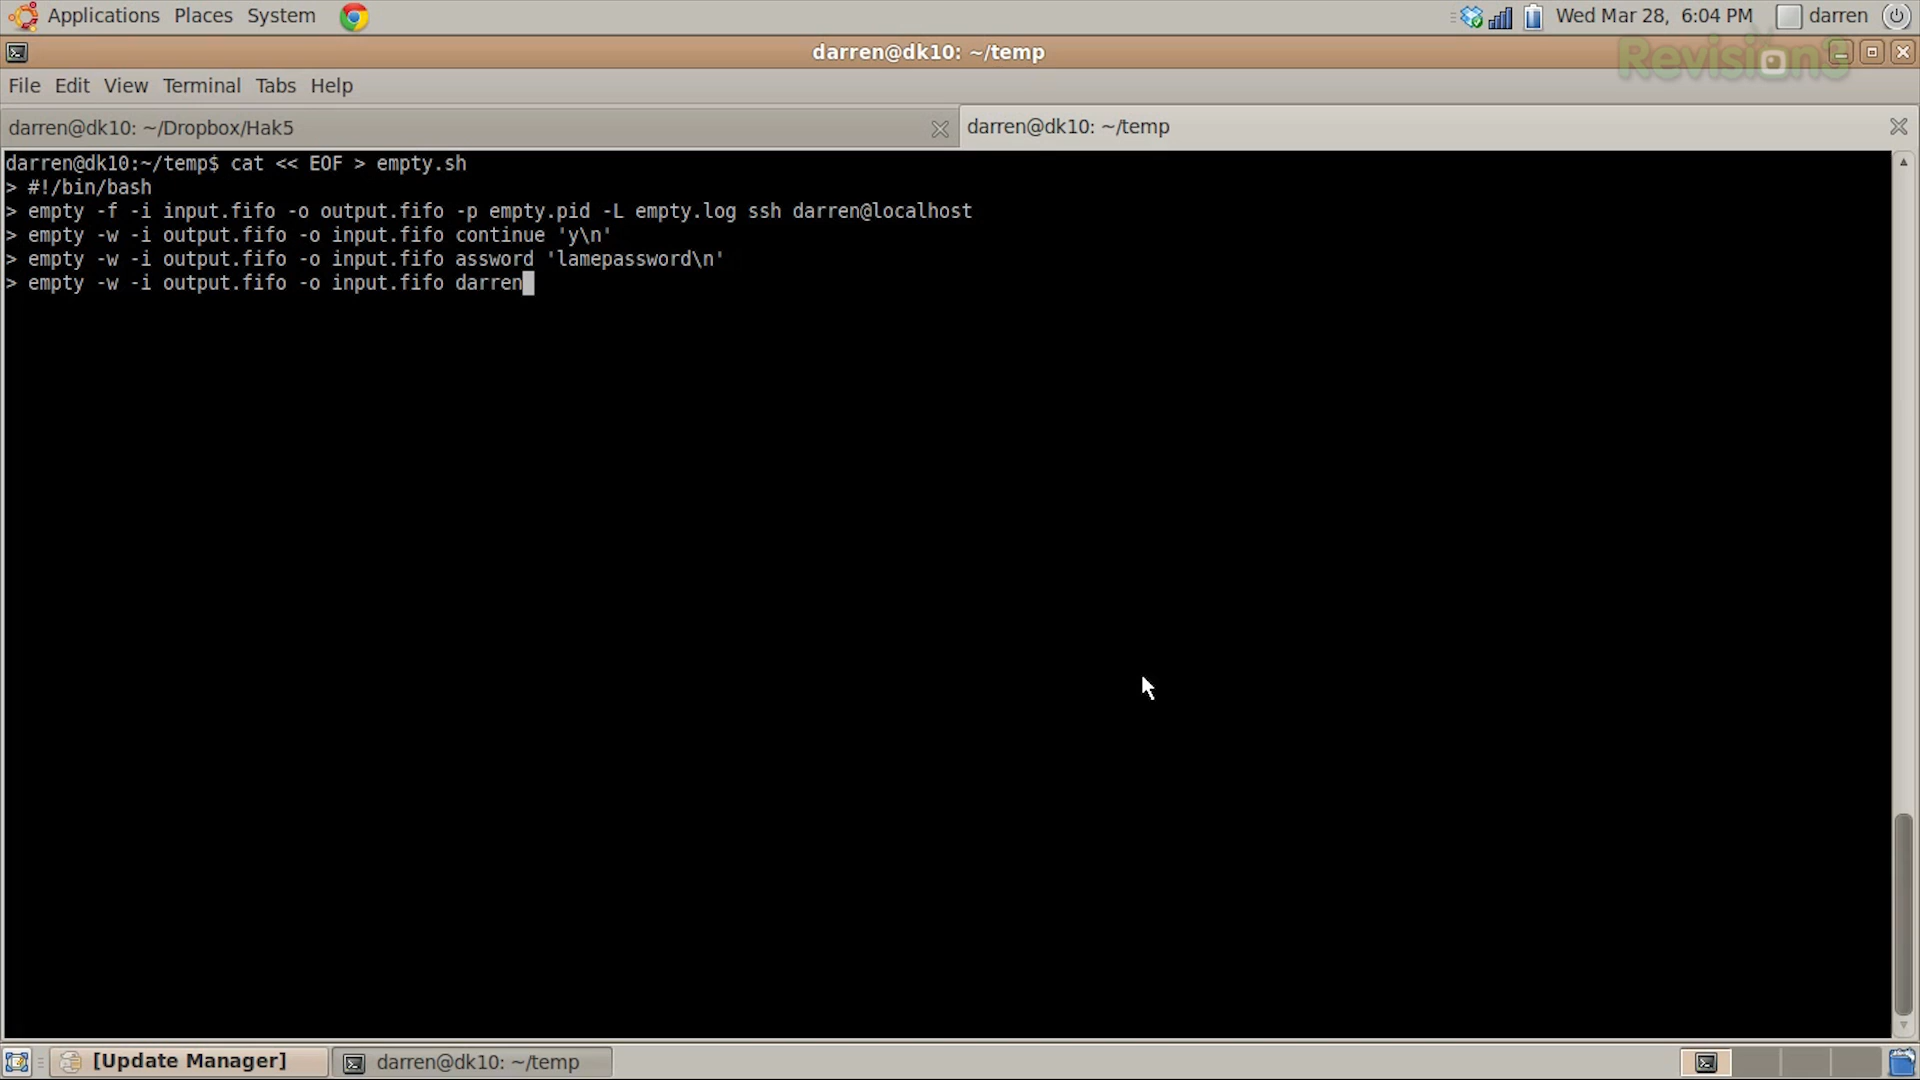 Applications Places System Wed Mar 28, 6:04 PM darren
darren@dk10: ~/temp
Revision3
File Edit View Terminal Tabs Help
darren@dk10: ~/Dropbox/Hak5 darren@dk10: ~/temp
darren@dk10:~/temp$ cat << EOF > empty.sh
> #!/bin/bash
> empty -f -i input.fifo -o output.fifo -p empty.pid -L empty.log ssh darren@localhost
> empty -w -i output.fifo -o input.fifo continue 'y\n'
> empty -w -i output.fifo -o input.fifo assword 'lamepassword\n'
> empty -w -i output.fifo -o input.fifo darren
[Update Manager] darren@dk10: ~/temp